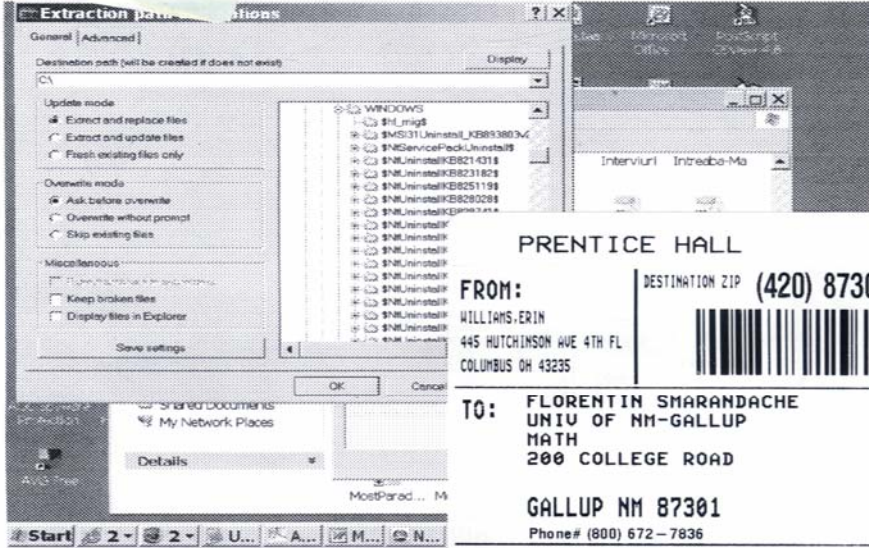 Extraction path
? X
General Advanced
Destination path (will be created if does not exist)
Display
C:\
Update mode
Extract and replace files
Extract and update files
Fresh existing files only
Overwrite mode
Ask before overwrite
Overwrite without prompt
Skip existing files
Miscellaneous
Keep broken files
Display files in Explorer
Save settings
WINDOWS
$hf_mig$
$MSI31Uninstall_KB893803v2
$NtServicePackUninstall$
$NtUninstallKB821431$
$NtUninstallKB823182$
$NtUninstallKB825119$
$NtUninstallKB828028$
OK
Cancel
Microsoft
Office
PostScript
Interviuri Intreaba-Ma
Shared Documents
My Network Places
Details
AVG Free
MostParad...
Start 2 2 U... A... M... N...
PRENTICE HALL
FROM:
WILLIAMS,ERIN
445 HUTCHINSON AVE 4TH FL
COLUMBUS OH 43235
DESTINATION ZIP (420) 8730
TO:
FLORENTIN SMARANDACHE
UNIV OF NM-GALLUP
MATH
200 COLLEGE ROAD
GALLUP NM 87301
Phone# (800) 672-7836